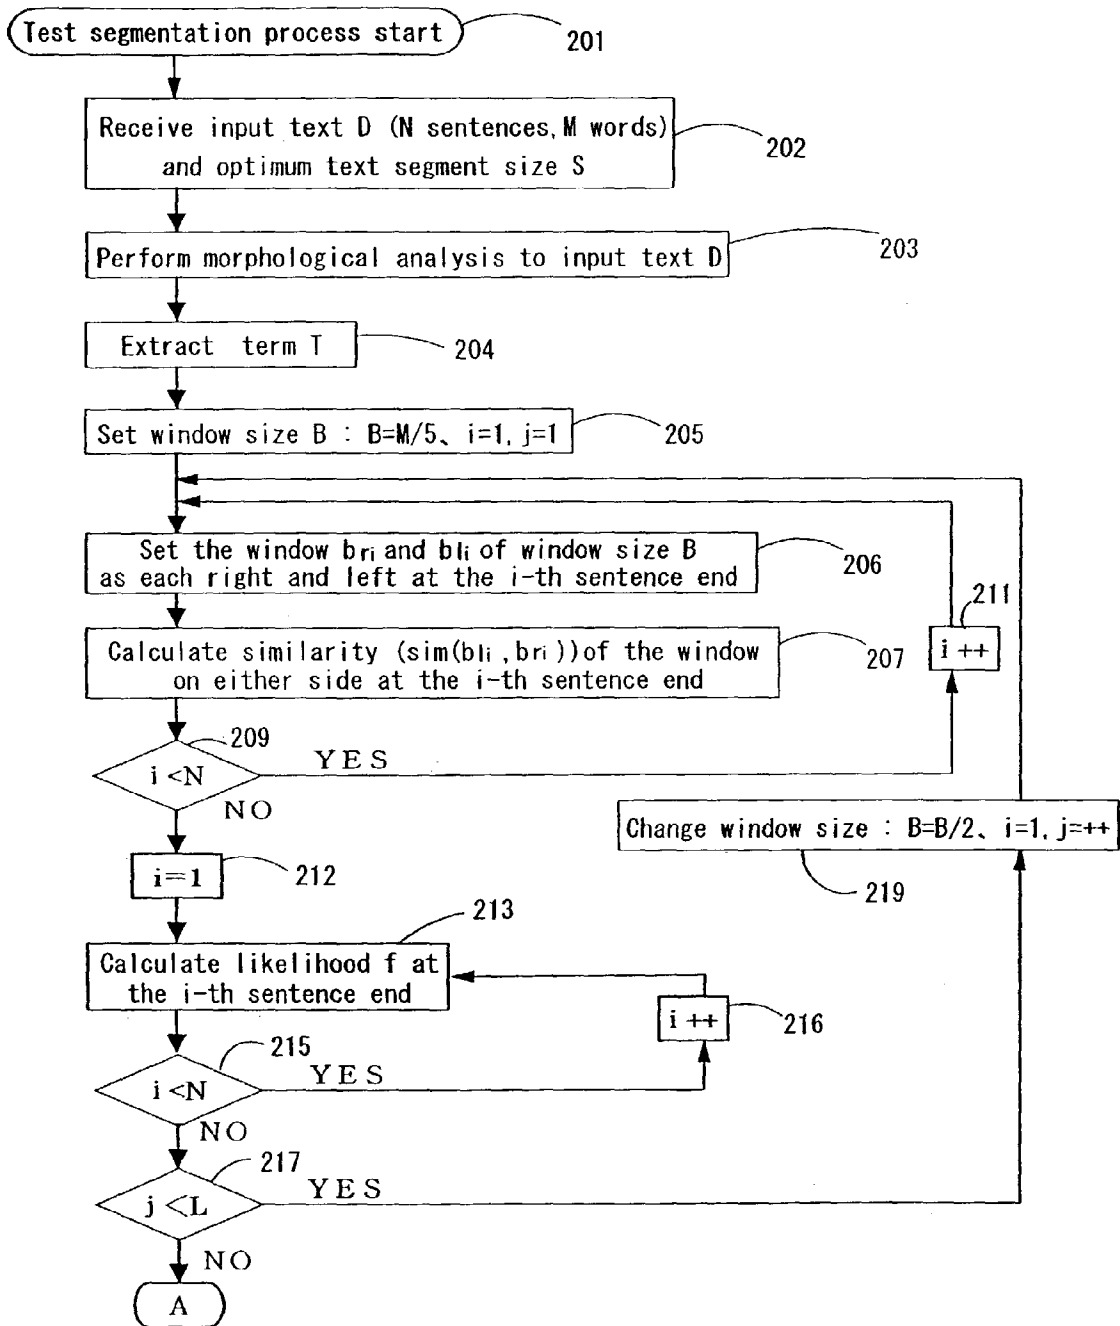 Test segmentation process start
201
Receive input text D (N sentences, M words)
and optimum text segment size S
202
Perform morphological analysis to input text D
203
Extract term T
204
Set window size B : B=M/5、i=1, j=1
205
Set the window bri and bli of window size B
as each right and left at the i-th sentence end
206
211
i ++
Calculate similarity (sim(bli, bri))of the window
on either side at the i-th sentence end
207
209
i <N
YES
NO
Change window size : B=B/2、i=1, j=++
219
i=1
212
213
Calculate likelihood f at
the i-th sentence end
i ++
216
215
i <N
YES
NO
217
j <L
YES
NO
A